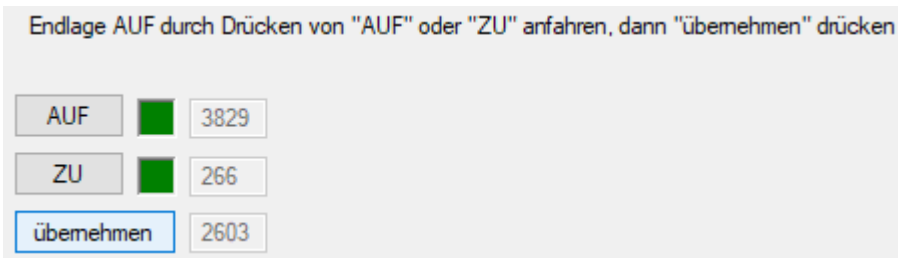 Endlage AUF durch Drücken von "AUF" oder "ZU" anfahren, dann "übernehmen" drücken
AUF 3829
ZU 266
übernehmen 2603